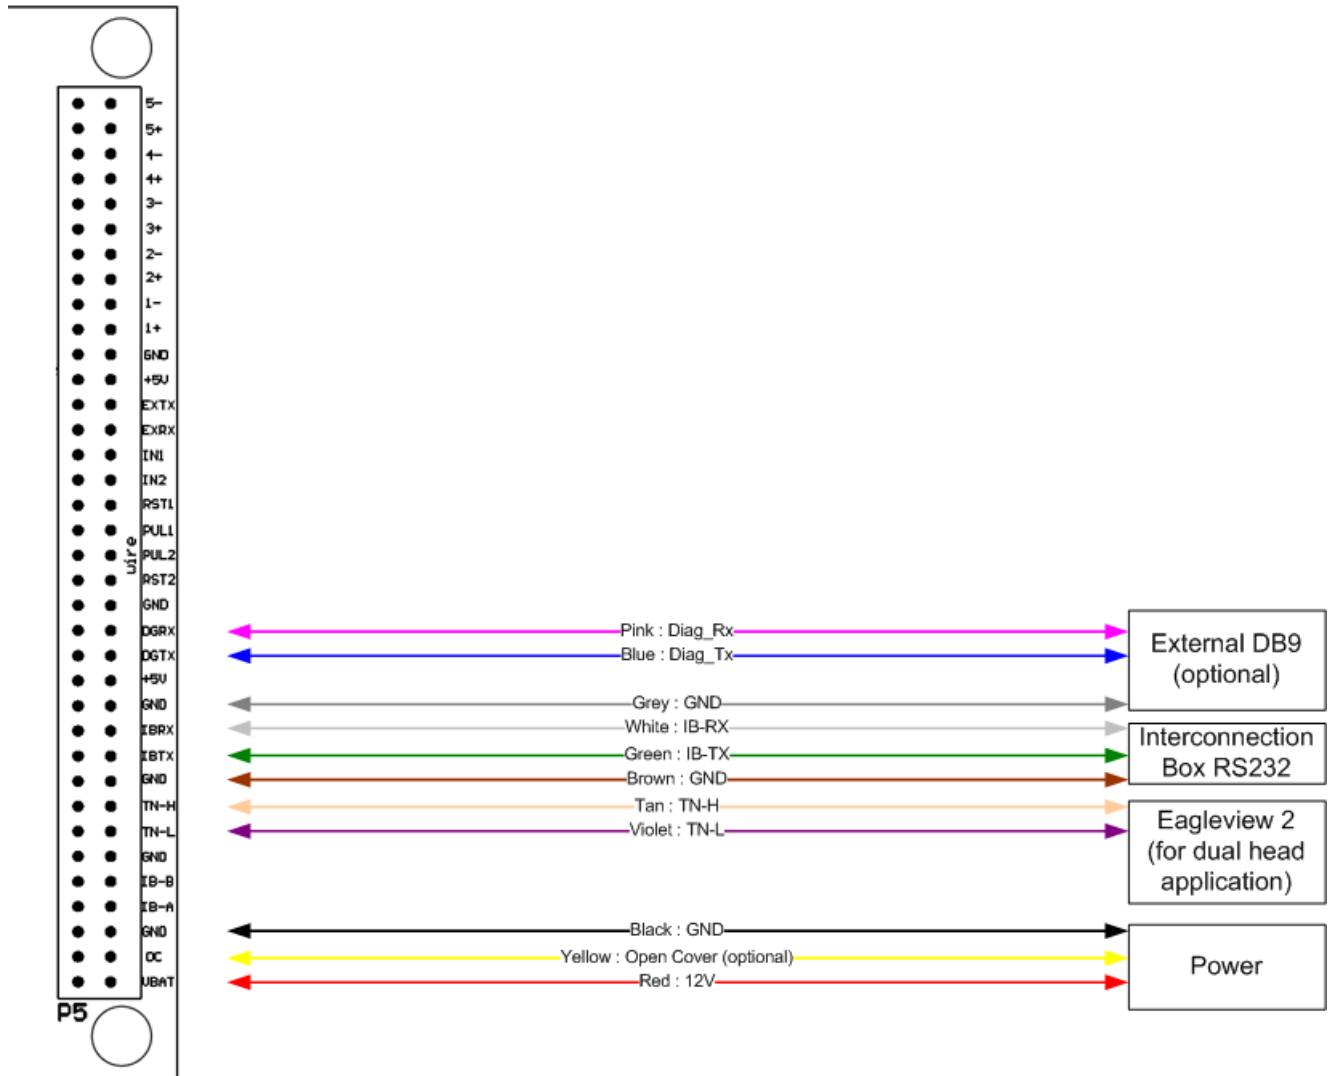 5-
5+
4-
4+
3-
3+
2-
2+
1-
1+
GND
+5V
EXTX
EXRX
IN1
IN2
RST1
PUL1
wire
PUL2
RST2
GND
DGRX
Pink : Diag_Rx
DGTX
Blue : Diag_Tx
External DB9
(optional)
+5V
GND
Grey : GND
IBRX
White : IB-RX
IBTX
Green : IB-TX
Interconnection
Box RS232
GND
Brown : GND
TN-H
Tan : TN-H
TN-L
Violet : TN-L
Eagleview 2
(for dual head
application)
GND
IB-B
IB-A
GND
Black : GND
OC
Yellow : Open Cover (optional)
Power
VBAT
Red : 12V
P5